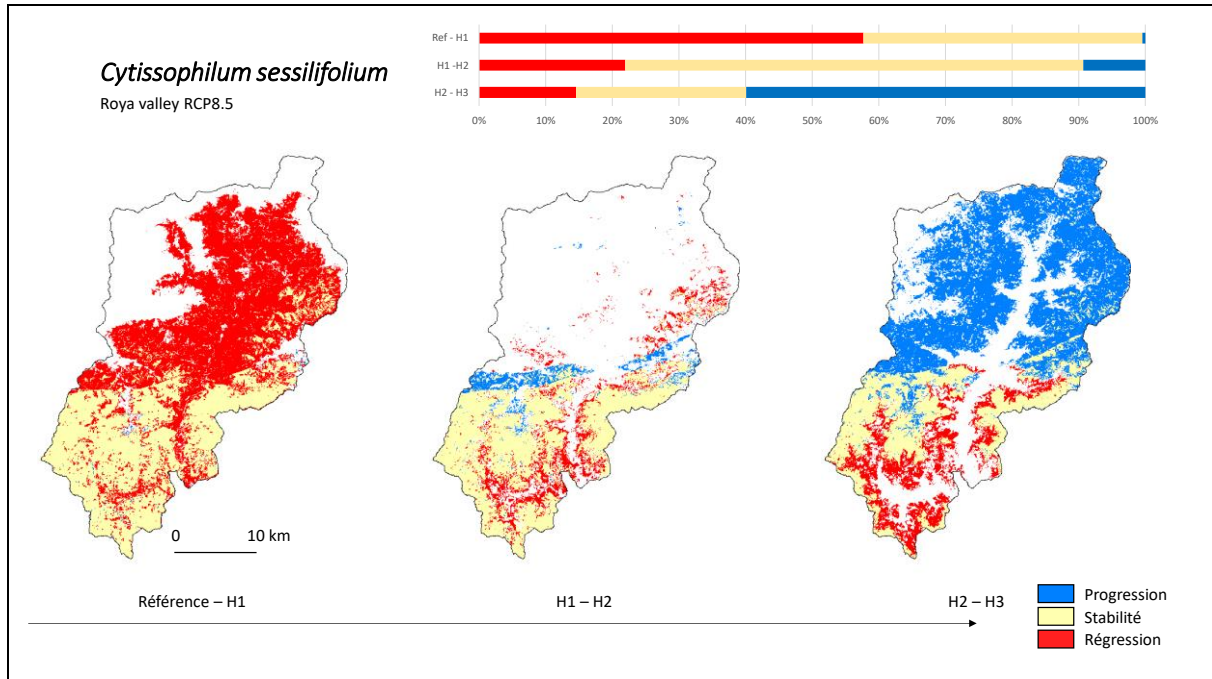 Cytissophilum sessilifolium
Roya valley RCP8.5
Ref - H1
H1 -H2
H2 - H3
0% 10% 20% 30% 40% 50% 60% 70% 80% 90% 100%
0 10 km
Référence – H1
H1 – H2
H2 – H3
Progression
Stabilité
Régression